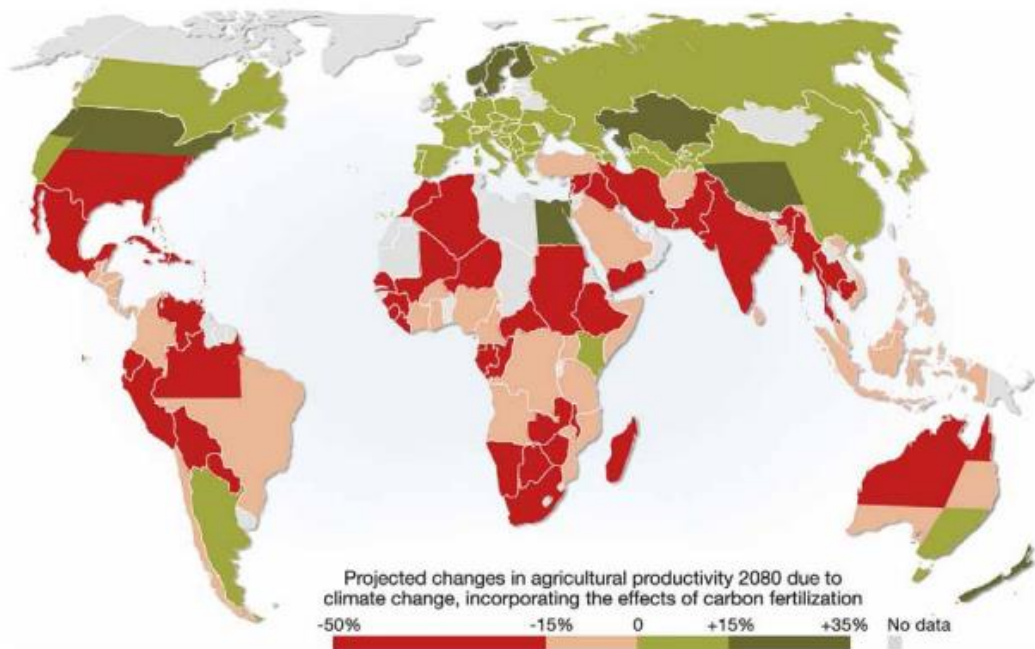 Projected changes in agricultural productivity 2080 due to
climate change, incorporating the effects of carbon fertilization
-50% -15% 0 +15% +35% No data